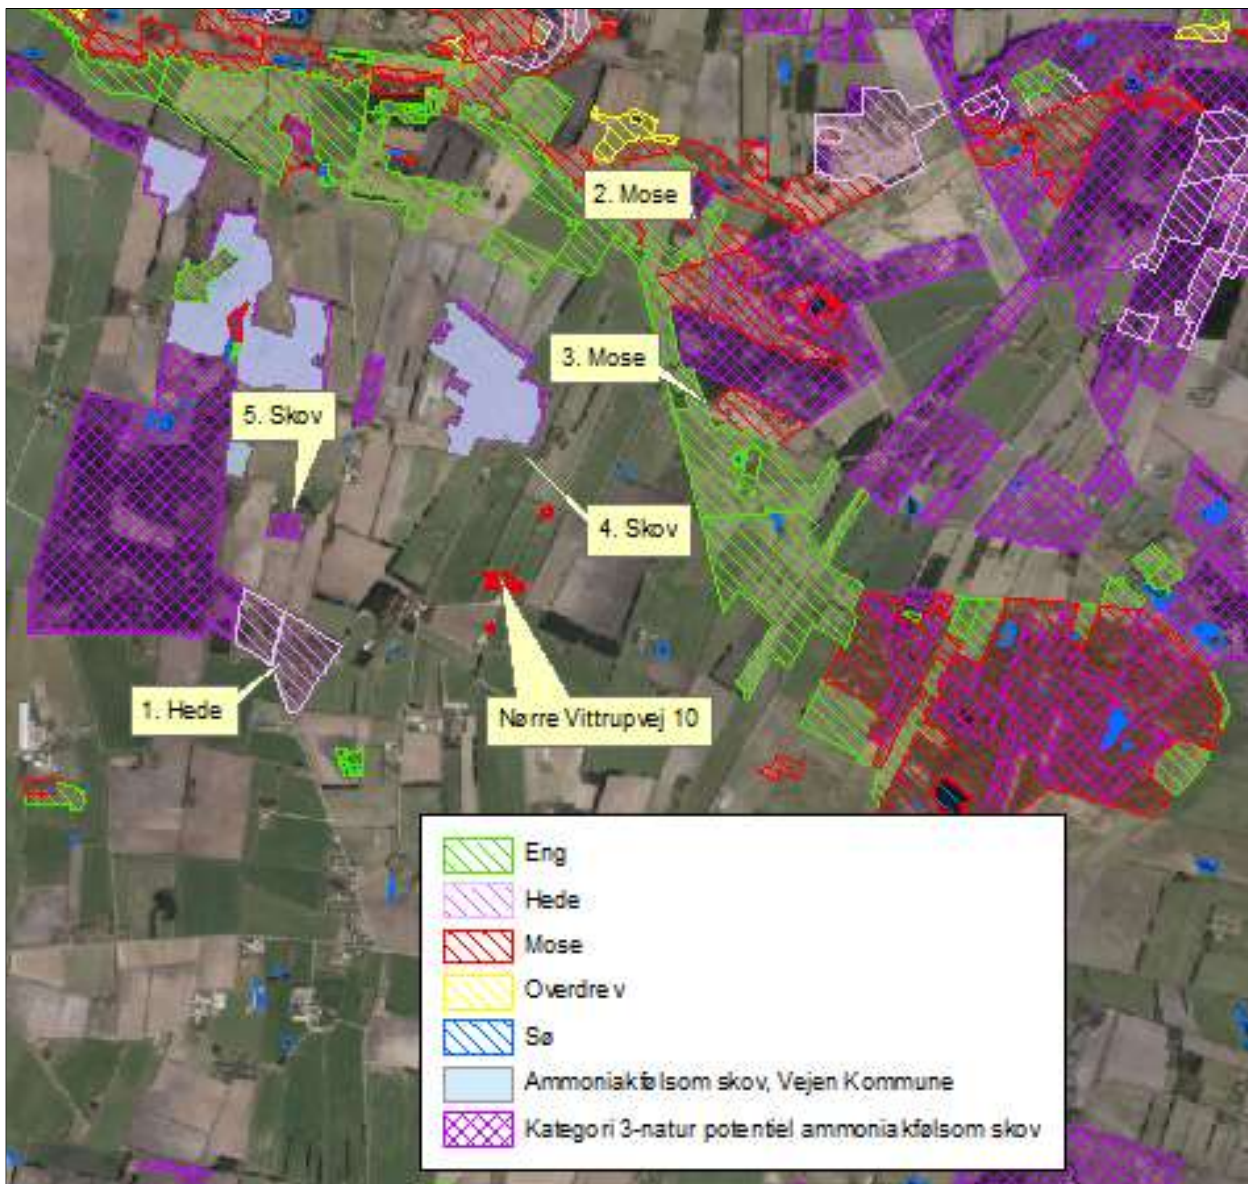 2. Mose
3. Mose
5. Skov
4. Skov
1. Hede
Nørre Vittrupvej 10
Eng
Hede
Mose
Overdrev
Sø
Ammoniakfølsom skov, Vejen Kommune
Kategori 3-natur potentiel ammoniakfølsom skov